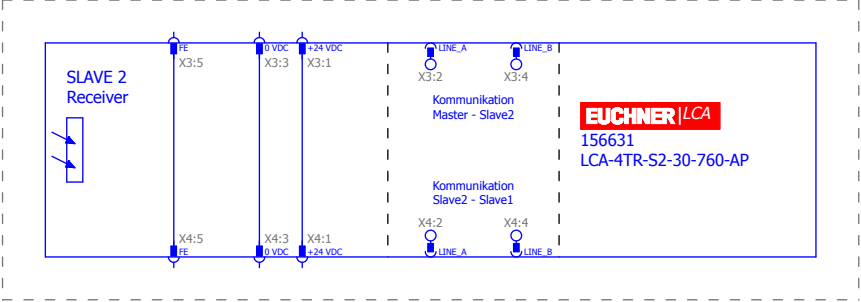 FE
0 VDC
+24 VDC
LINE_A
LINE_B
X3:5
X3:3
X3:1
X3:2
X3:4
SLAVE 2
Receiver
Kommunikation
Master - Slave2
EUCHNER|LCA
156631
LCA-4TR-S2-30-760-AP
Kommunikation
Slave2 - Slave1
X4:5
X4:3
X4:1
X4:2
X4:4
FE
0 VDC
+24 VDC
LINE_A
LINE_B